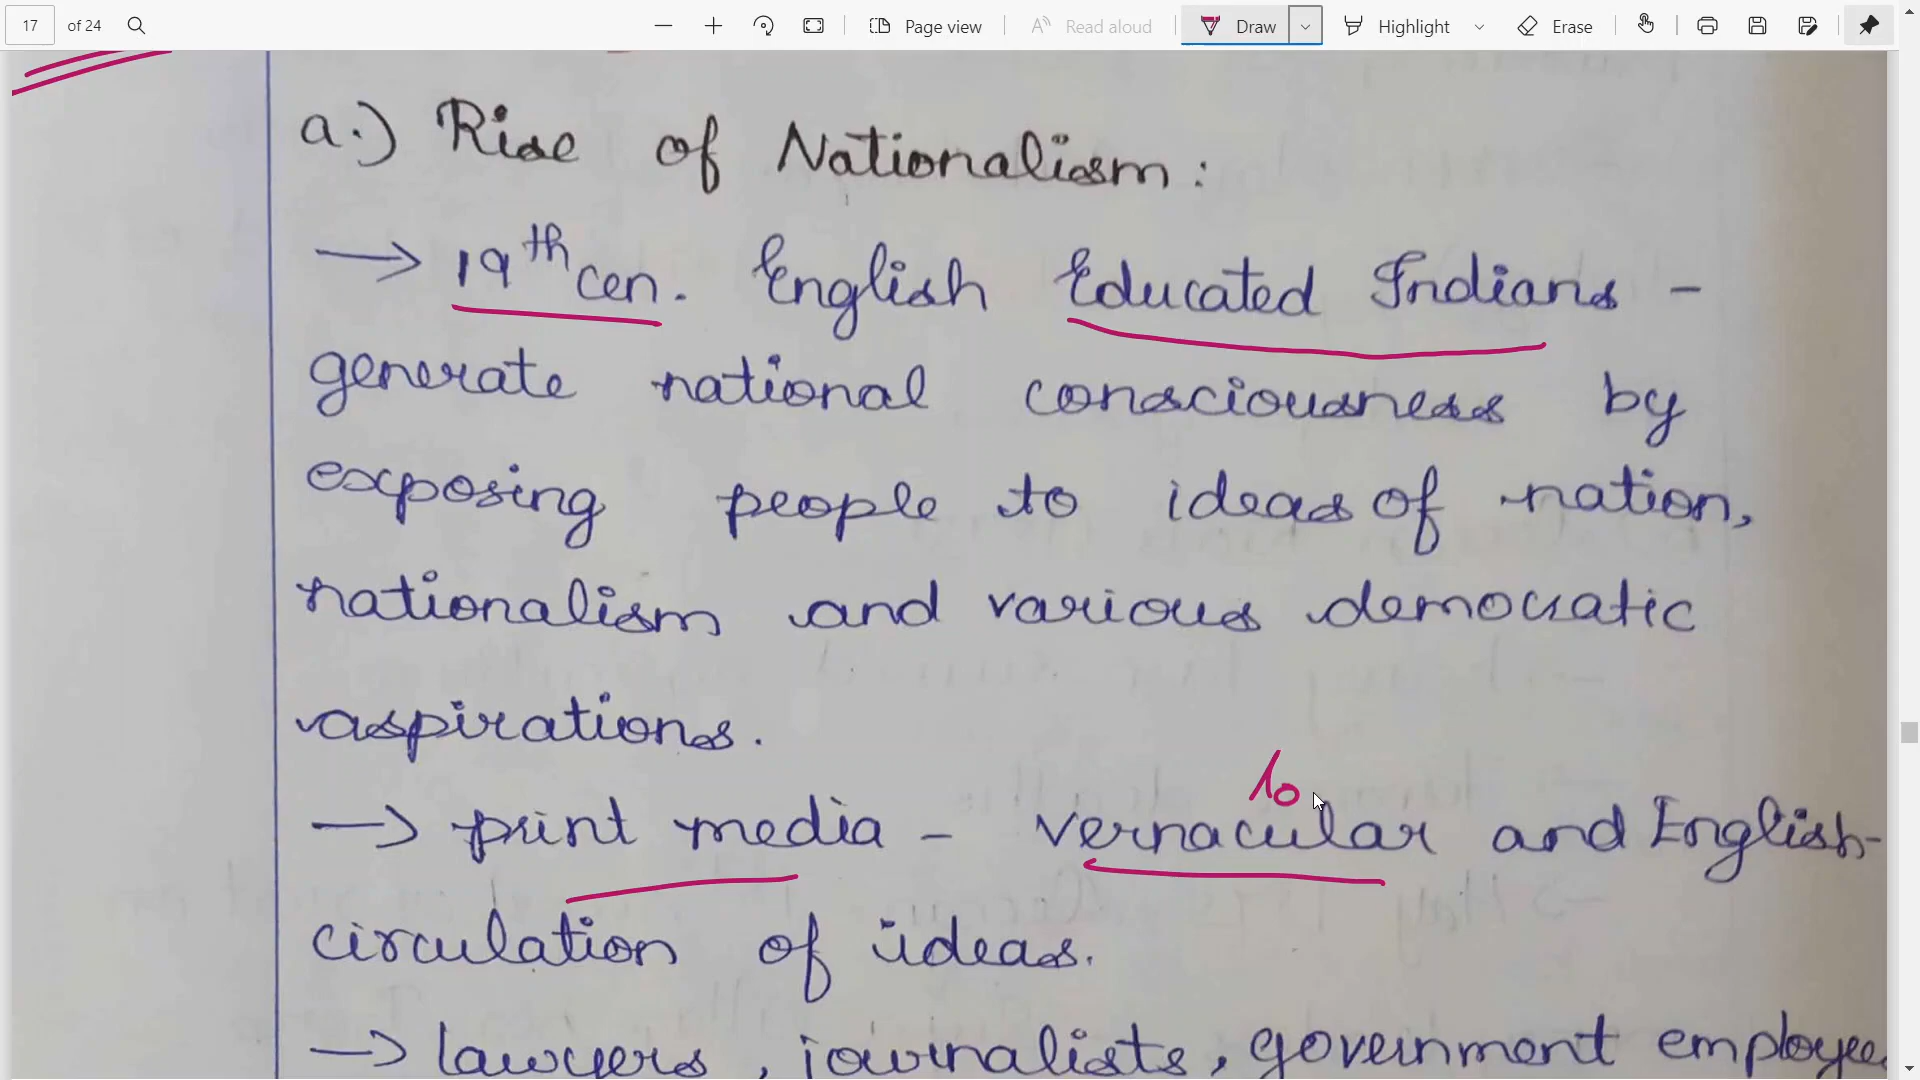 17 of 24 Page view Read aloud Draw Highlight Erase
a.) Rise of Nationalism:
→ 19th cen. English Educated Indians -
generate national consciousness by
exposing people to ideas of nation,
nationalism and various democratic
aspirations.
lo
→ print media - vernacular and English-
circulation of ideas.
→ lawyers, journalists, government employee